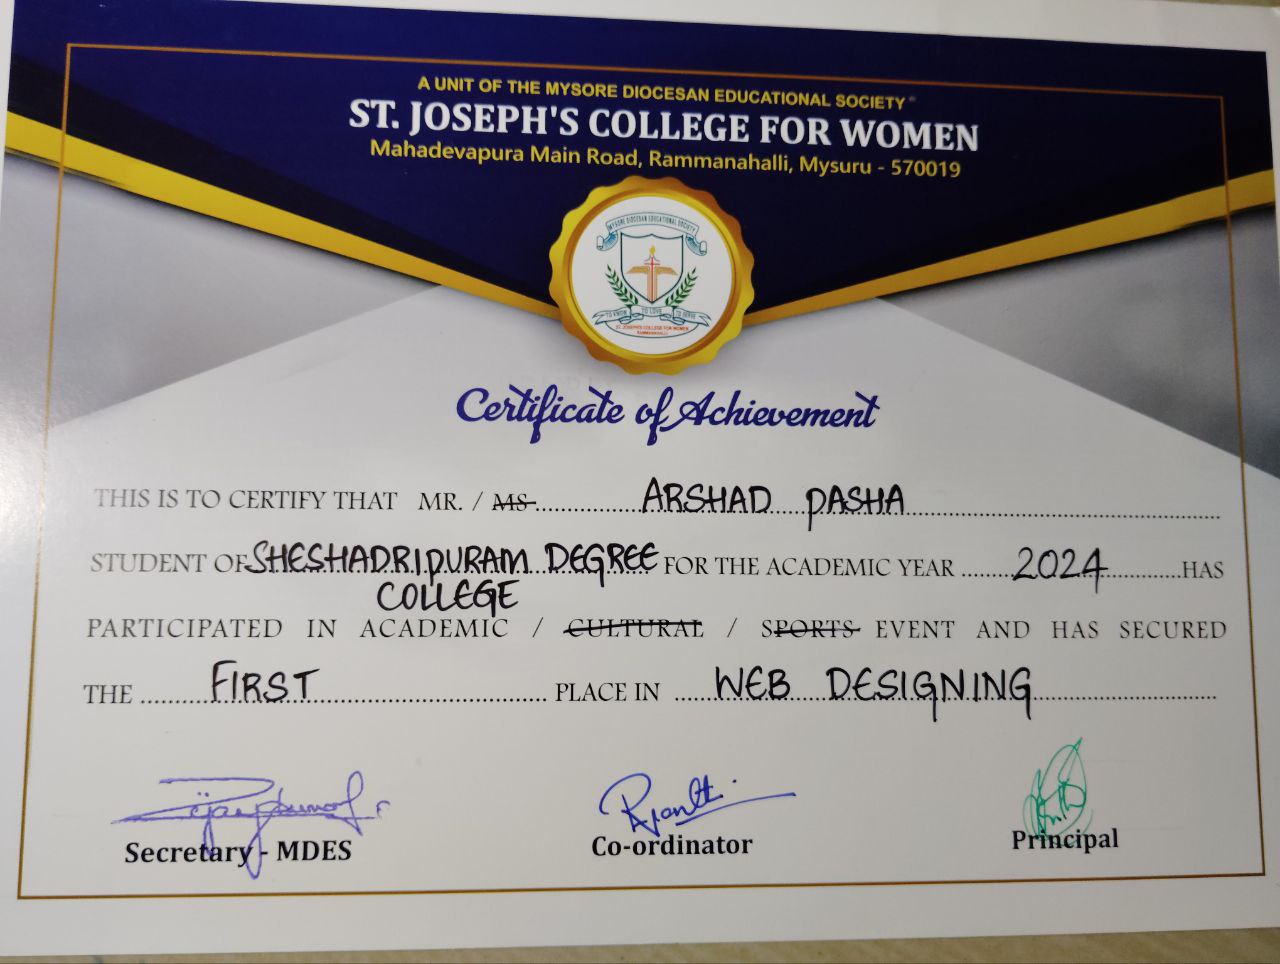 A UNIT OF THE MYSORE DIOCESAN EDUCATIONAL SOCIETY
ST. JOSEPH'S COLLEGE FOR WOMEN
Mahadevapura Main Road, Rammanahalli, Mysuru - 570019
MYSORE DIOCESAN EDUCATIONAL SOCIETY
TO KNOW TO LOVE TO SERVE
ST. JOSEPH'S COLLEGE FOR WOMEN
RAMMANAHALLI
Certificate of Achievement
THIS IS TO CERTIFY THAT MR. / MS. ARSHAD PASHA
STUDENT OF SHESHADRIPURAM DEGREE FOR THE ACADEMIC YEAR 2024 HAS
COLLEGE
PARTICIPATED IN ACADEMIC / CULTURAL / SPORTS EVENT AND HAS SECURED
THE FIRST PLACE IN WEB DESIGNING
Secretary - MDES
Co-ordinator
Principal